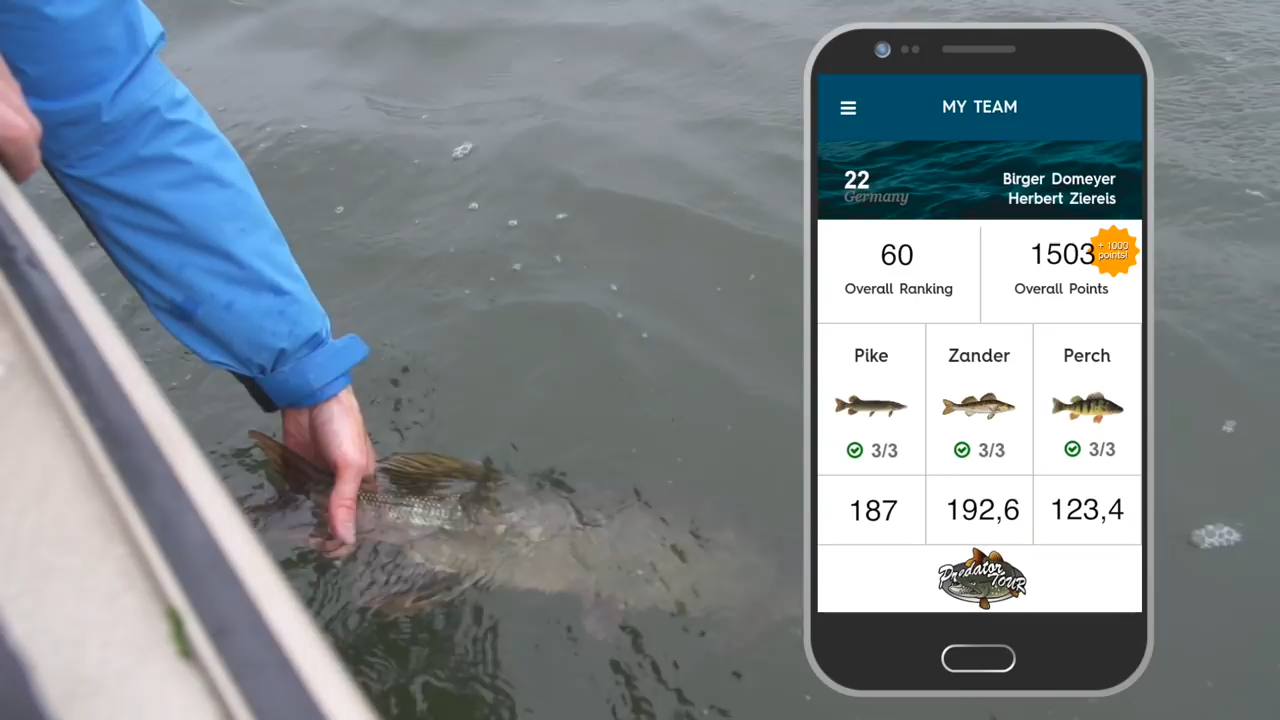 MY TEAM
22
Germany
Birger Domeyer
Herbert Ziereis
60
Overall Ranking
1503
Overall Points
+ 1000
points!
Pike
Zander
Perch
3/3
3/3
3/3
187
192,6
123,4
Predator
TOUR